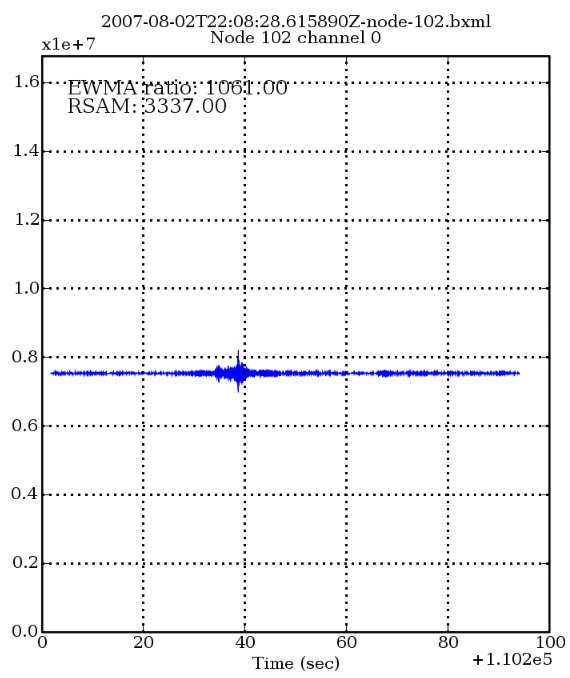 2007-08-02T22:08:28.615890Z-node-102.bxml
Node 102 channel 0
x1e+7
EWMA ratio: 1061.00
RSAM: 3337.00
1.6
1.4
1.2
1.0
0.8
0.6
0.4
0.2
0.0
0 20 40 60 80 100
Time (sec)
+1.102e5